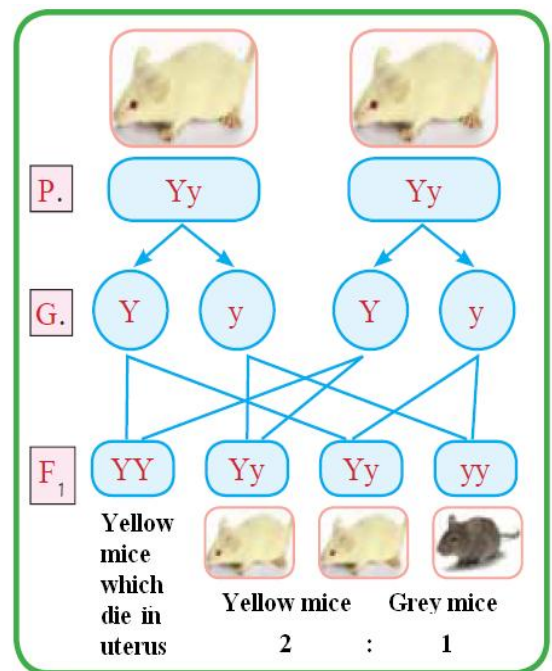 P.
Yy Yy
G.
Y y Y y
F1
YY Yy Yy yy
Yellow
mice
which
die in
uterus
Yellow mice Grey mice
2 : 1